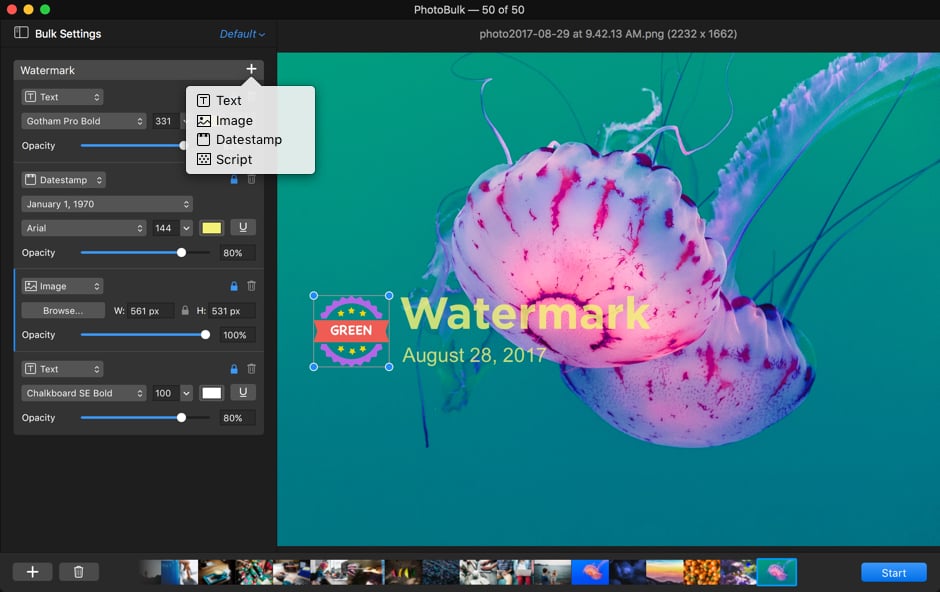 PhotoBulk — 50 of 50
Bulk Settings
Default
photo2017-08-29 at 9.42.13 AM.png (2232 x 1662)
Watermark
Text
Gotham Pro Bold
331
Opacity
Text
Image
Datestamp
Script
Datestamp
January 1, 1970
Arial
144
U
Opacity
80%
Image
Browse...
W: 561 px
H: 531 px
Opacity
100%
Text
Chalkboard SE Bold
100
U
Opacity
80%
GREEN
Watermark
August 28, 2017
Start